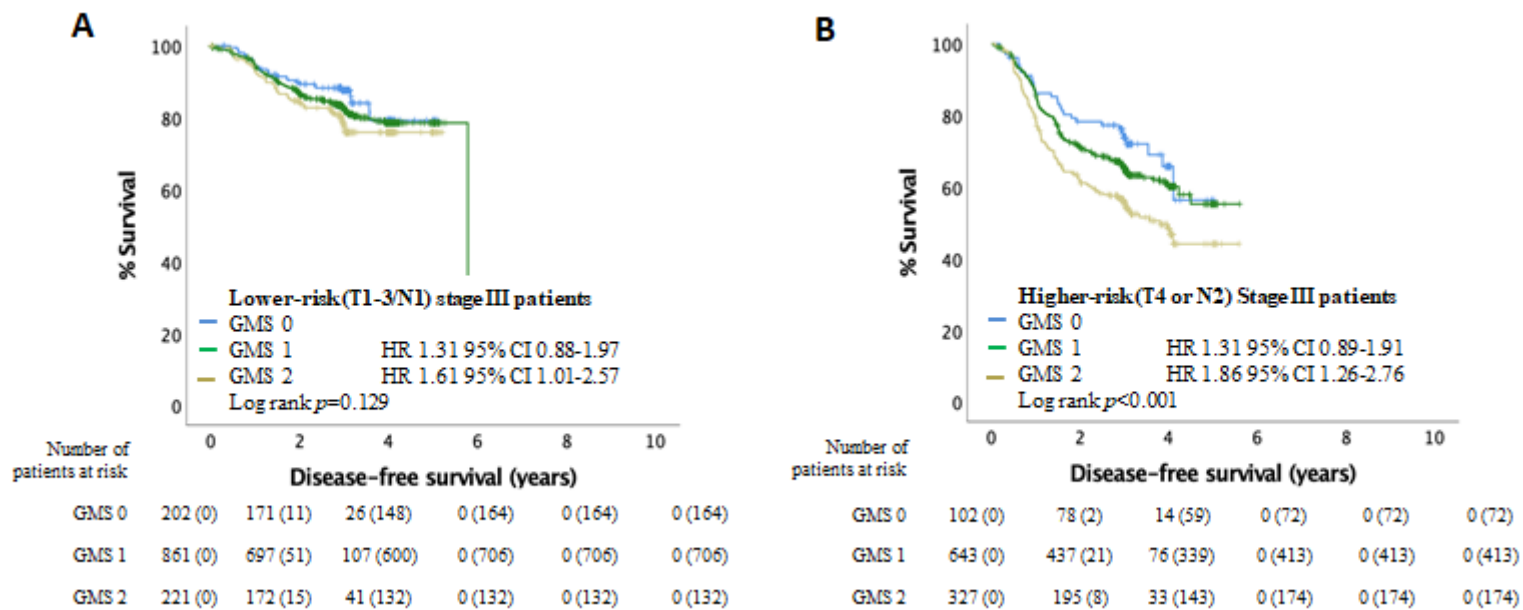 A
100
80
60
40
20
0
% Survival
Lower-risk (T1-3/N1) stage III patients
GMS 0
GMS 1 HR 1.31 95% CI 0.88-1.97
GMS 2 HR 1.61 95% CI 1.01-2.57
Log rank p=0.129
0 2 4 6 8 10
Disease-free survival (years)
Number of
patients at risk
GMS 0 202 (0) 171 (11) 26 (148) 0 (164) 0 (164) 0 (164)
GMS 1 861 (0) 697 (51) 107 (600) 0 (706) 0 (706) 0 (706)
GMS 2 221 (0) 172 (15) 41 (132) 0 (132) 0 (132) 0 (132)
B
100
80
60
40
20
0
% Survival
Higher-risk (T4 or N2) Stage III patients
GMS 0
GMS 1 HR 1.31 95% CI 0.89-1.91
GMS 2 HR 1.86 95% CI 1.26-2.76
Log rank p<0.001
0 2 4 6 8 10
Disease-free survival (years)
Number of
patients at risk
GMS 0 102 (0) 78 (2) 14 (59) 0 (72) 0 (72) 0 (72)
GMS 1 643 (0) 437 (21) 76 (339) 0 (413) 0 (413) 0 (413)
GMS 2 327 (0) 195 (8) 33 (143) 0 (174) 0 (174) 0 (174)